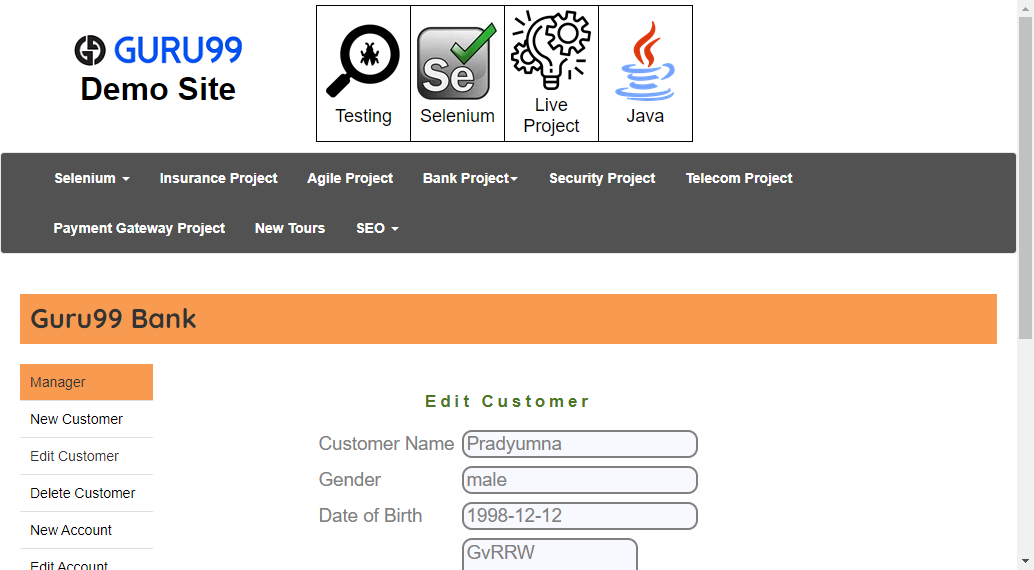 GURU99
Demo Site
Testing
Se
Selenium
Live
Project
Java
Selenium
Insurance Project
Agile Project
Bank Project
Security Project
Telecom Project
Payment Gateway Project
New Tours
SEO
Guru99 Bank
Manager
New Customer
Edit Customer
Delete Customer
New Account
Edit Account
Edit Customer
Customer Name Pradyumna
Gender male
Date of Birth 1998-12-12
GvRRW